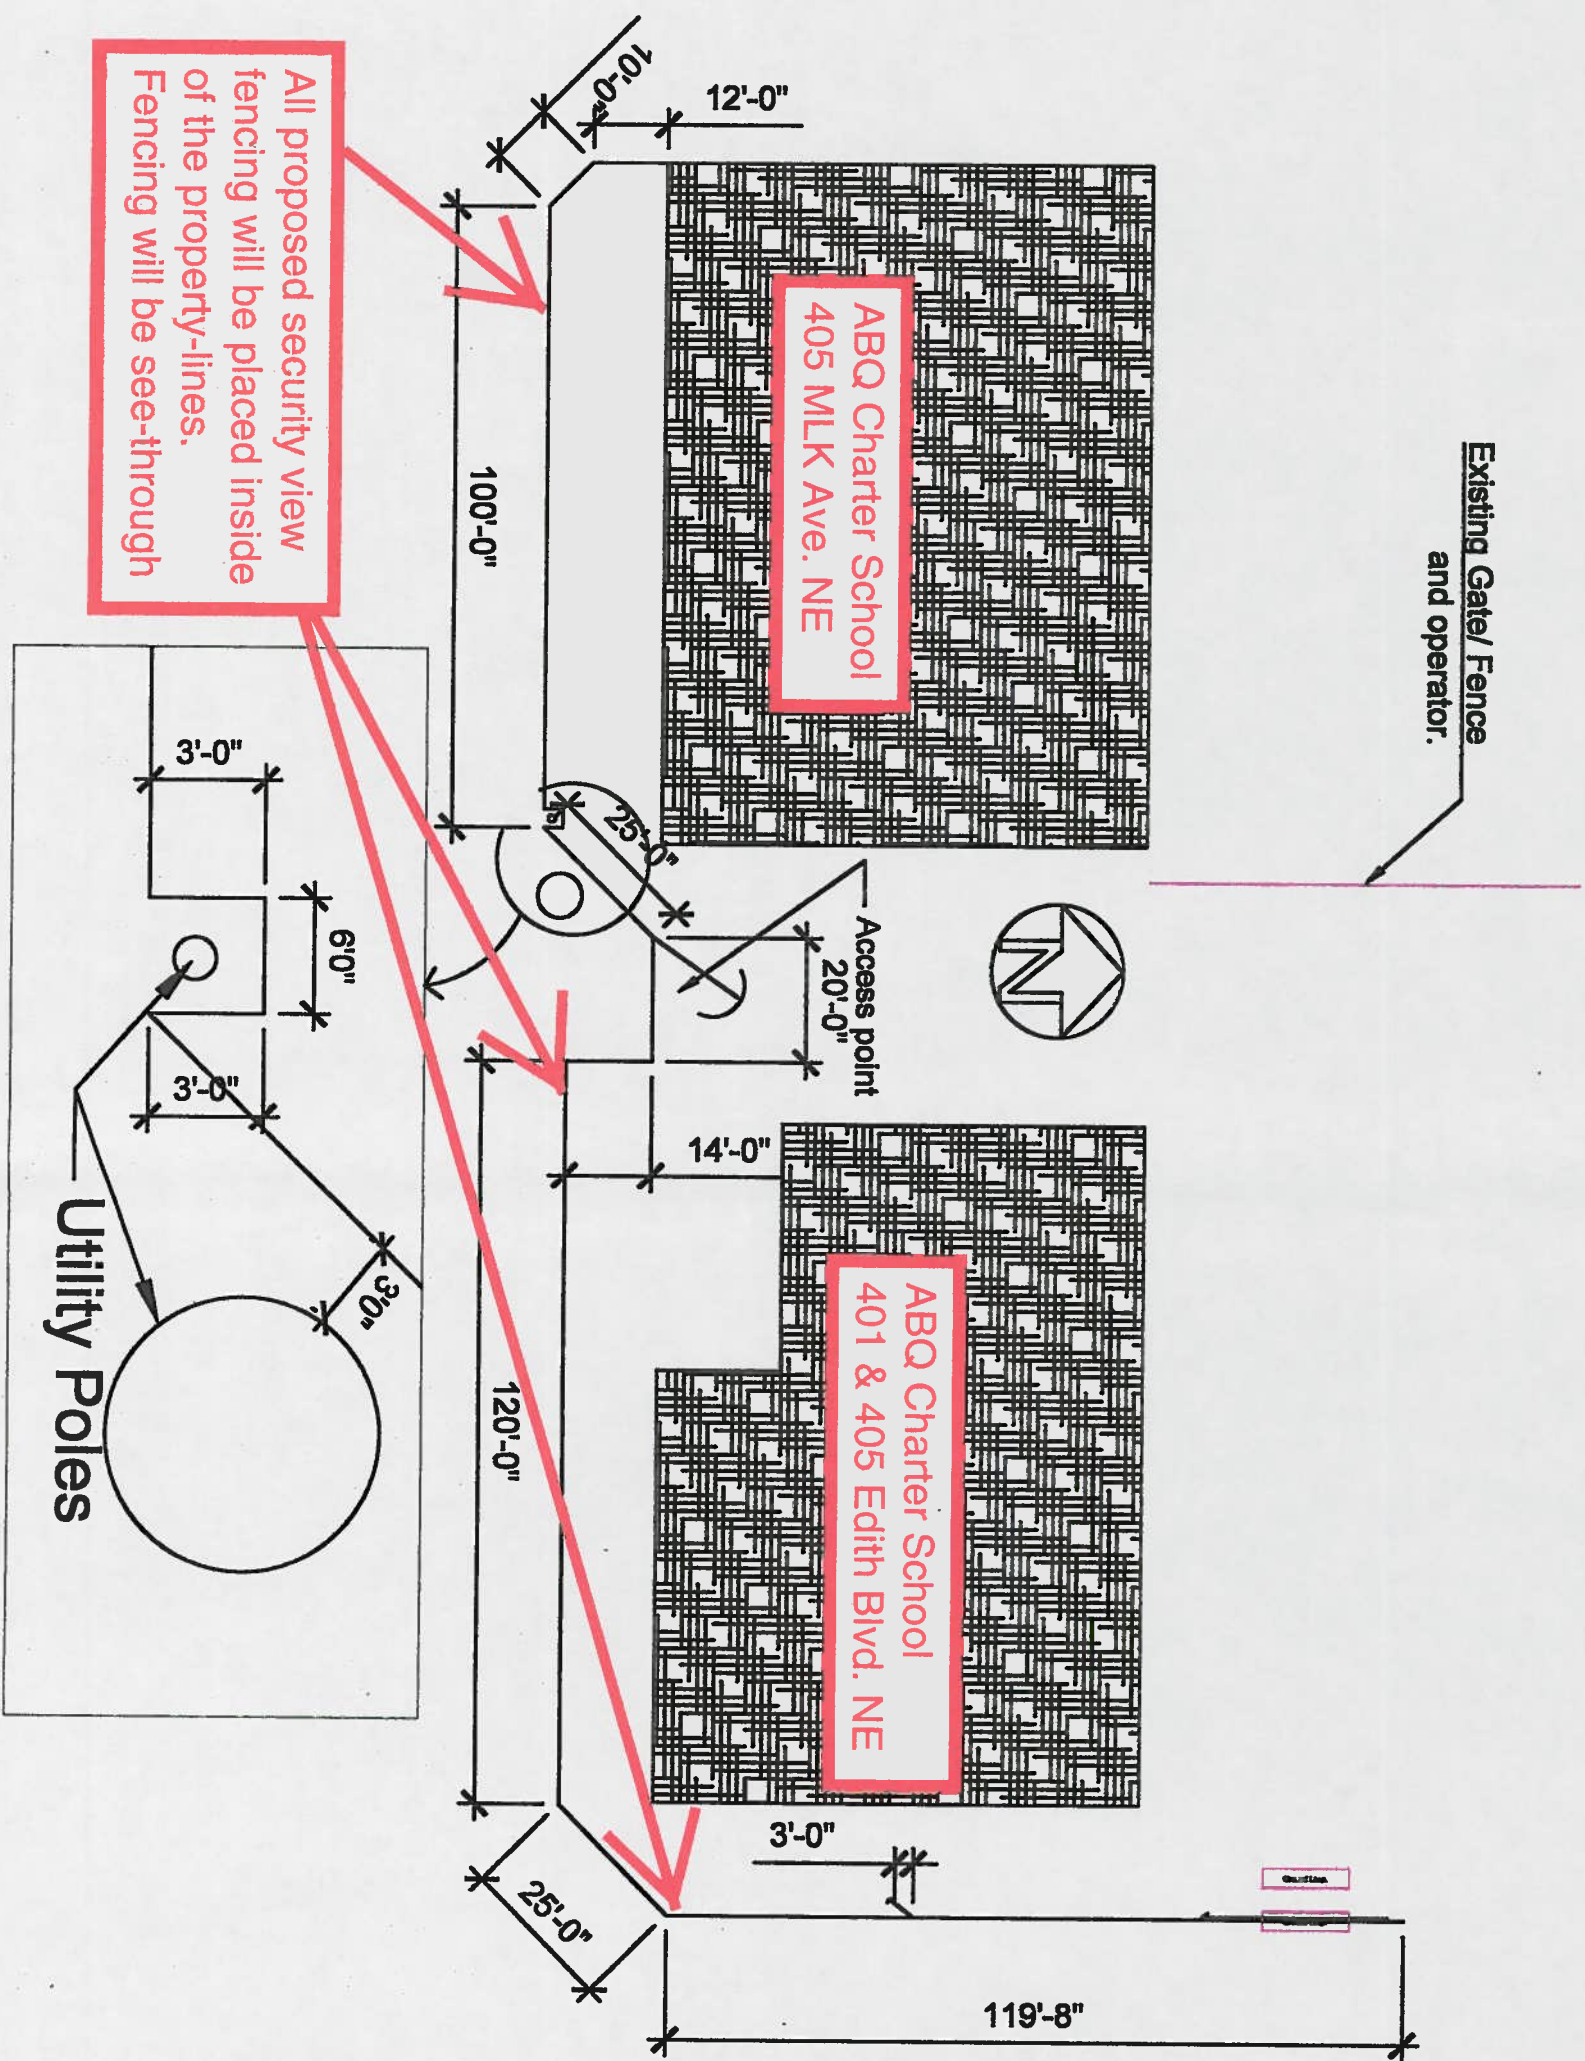 Existing Gate/ Fence
and operator.
12'-0"
10'-0"
ABQ Charter School
405 MLK Ave. NE
100'-0"
25'-0"
Access point
20'-0"
N
14'-0"
ABQ Charter School
401 & 405 Edith Blvd. NE
120'-0"
25'-0"
3'-0"
119'-8"
All proposed security view
fencing will be placed inside
of the property-lines.
Fencing will be see-through
3'-0"
6'0"
3'-0"
3'-0"
Utility Poles